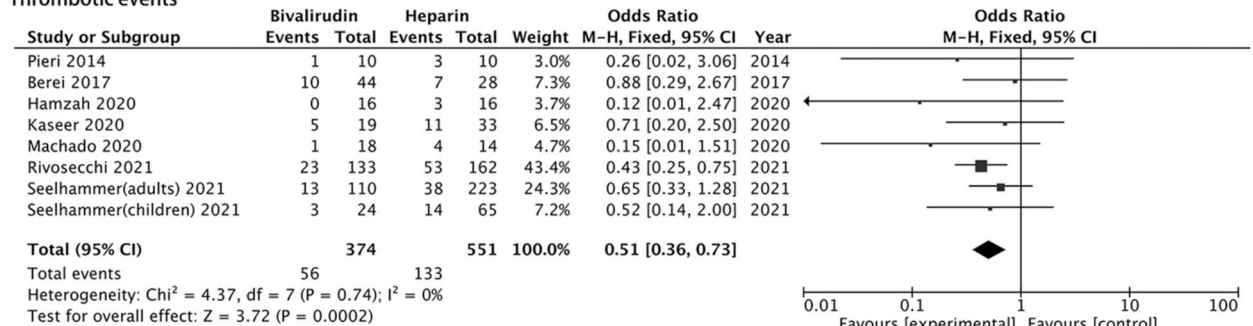 Thrombotic events
Bivalirudin Heparin Odds Ratio Odds Ratio
Study or Subgroup Events Total Events Total Weight M-H, Fixed, 95% CI Year M-H, Fixed, 95% CI
Pieri 2014 1 10 3 10 3.0% 0.26 [0.02, 3.06] 2014
Berei 2017 10 44 7 28 7.3% 0.88 [0.29, 2.67] 2017
Hamzah 2020 0 16 3 16 3.7% 0.12 [0.01, 2.47] 2020
Kaseer 2020 5 19 11 33 6.5% 0.71 [0.20, 2.50] 2020
Machado 2020 1 18 4 14 4.7% 0.15 [0.01, 1.51] 2020
Rivosecchi 2021 23 133 53 162 43.4% 0.43 [0.25, 0.75] 2021
Seelhammer(adults) 2021 13 110 38 223 24.3% 0.65 [0.33, 1.28] 2021
Seelhammer(children) 2021 3 24 14 65 7.2% 0.52 [0.14, 2.00] 2021
Total (95% CI) 374 551 100.0% 0.51 [0.36, 0.73]
Total events 56 133
Heterogeneity: Chi² = 4.37, df = 7 (P = 0.74); I² = 0%
Test for overall effect: Z = 3.72 (P = 0.0002)
0.01 0.1 1 10 100
Favours [experimental] Favours [control]